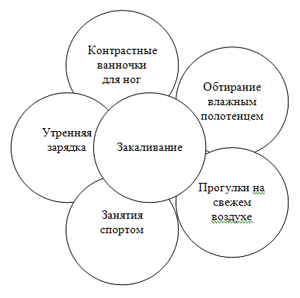 Контрастные
ванночки
для ног
Обтирание
влажным
полотенцем
Утренняя
зарядка
Закаливание
Прогулки на
свежем
воздухе
Занятия
спортом